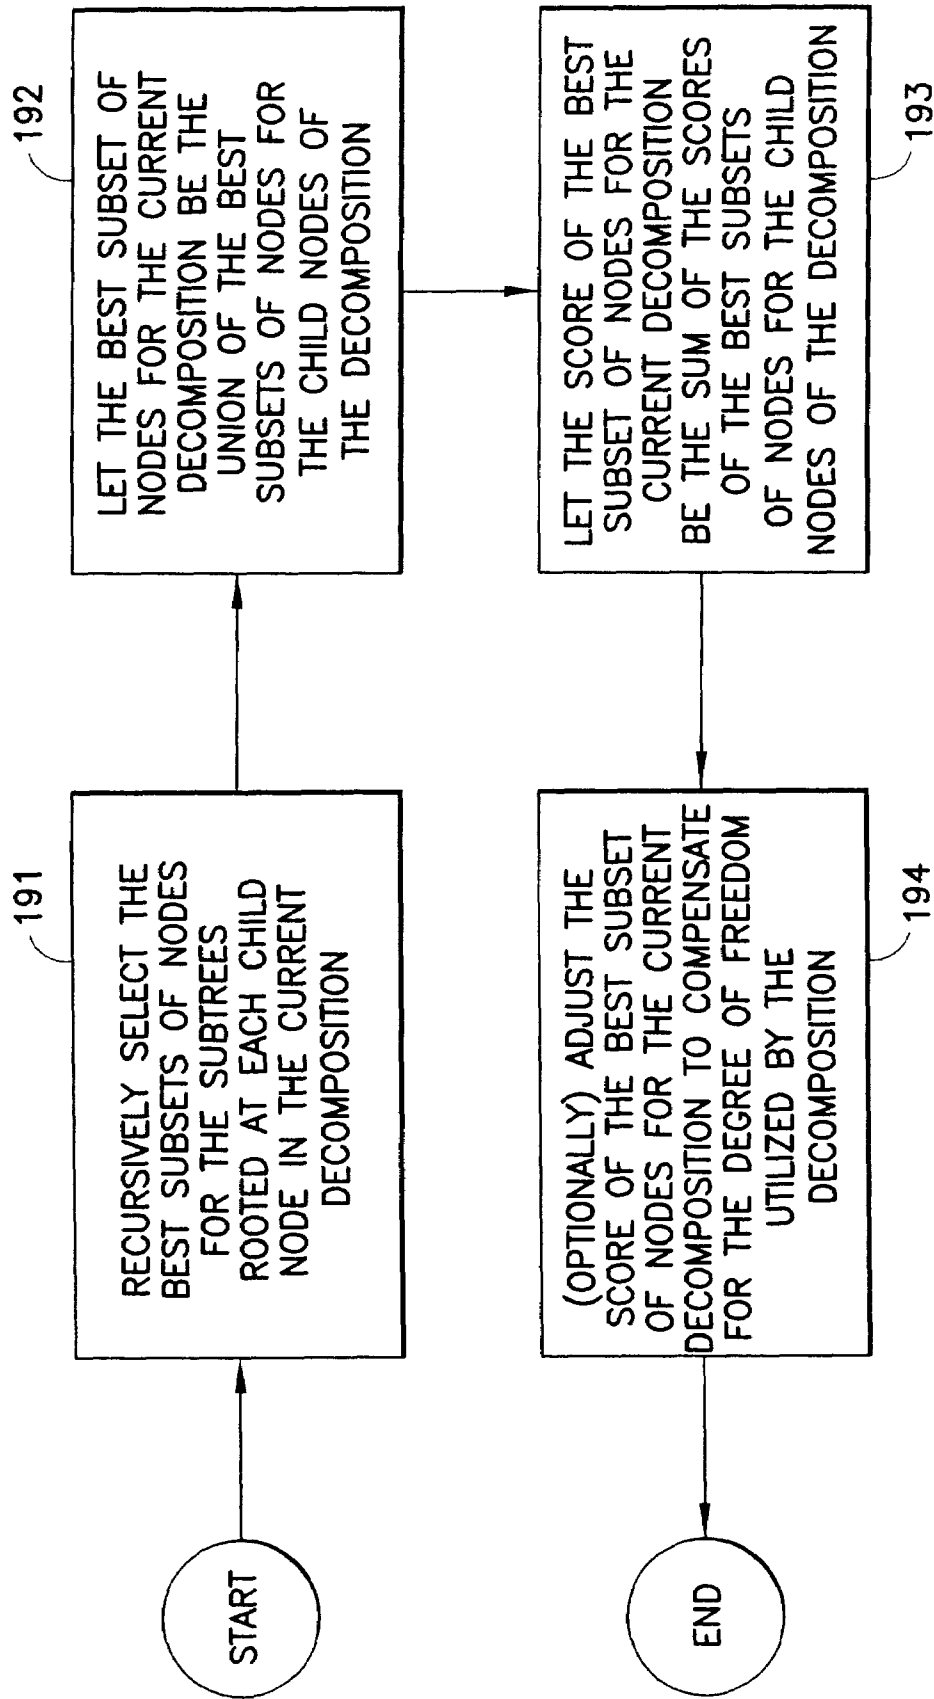 START
191
RECURSIVELY SELECT THE
BEST SUBSETS OF NODES
FOR THE SUBTREES
ROOTED AT EACH CHILD
NODE IN THE CURRENT
DECOMPOSITION
192
LET THE BEST SUBSET OF
NODES FOR THE CURRENT
DECOMPOSITION BE THE
UNION OF THE BEST
SUBSETS OF NODES FOR
THE CHILD NODES OF
THE DECOMPOSITION
LET THE SCORE OF THE BEST
SUBSET OF NODES FOR THE
CURRENT DECOMPOSITION
BE THE SUM OF THE SCORES
OF THE BEST SUBSETS
OF NODES FOR THE CHILD
NODES OF THE DECOMPOSITION
193
(OPTIONALLY) ADJUST THE
SCORE OF THE BEST SUBSET
OF NODES FOR THE CURRENT
DECOMPOSITION TO COMPENSATE
FOR THE DEGREE OF FREEDOM
UTILIZED BY THE
DECOMPOSITION
194
END